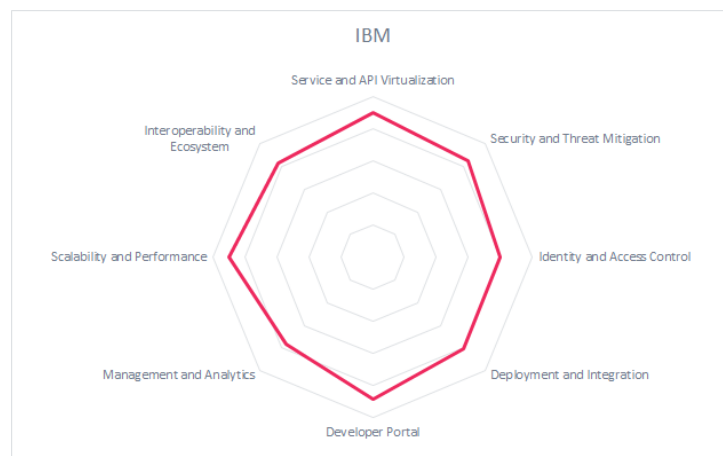 IBM
Service and API Virtualization
Security and Threat Mitigation
Identity and Access Control
Deployment and Integration
Developer Portal
Management and Analytics
Scalability and Performance
Interoperability and
Ecosystem